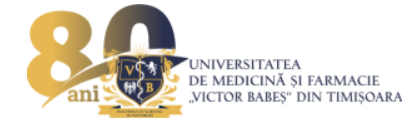 80
ani
V B
UNIVERSITATEA
DE MEDICINĂ ȘI FARMACIE
„VICTOR BABEȘ” DIN TIMIȘOARA